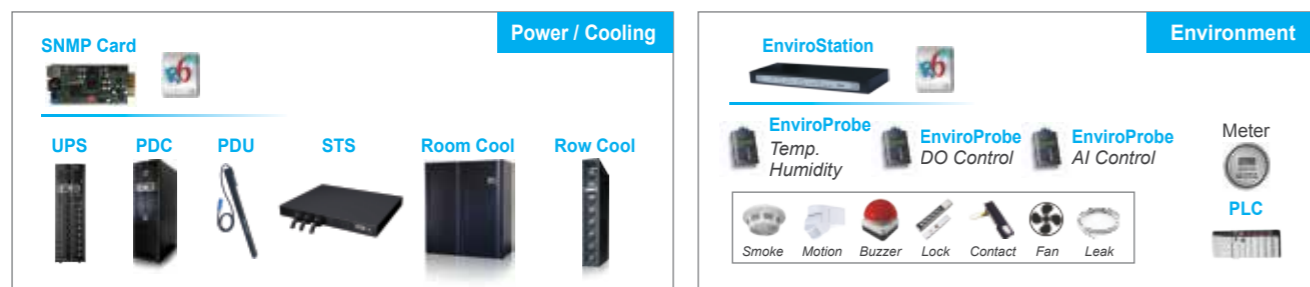 Power / Cooling
SNMP Card
UPS
PDC
PDU
STS
Room Cool
Row Cool
Environment
EnviroStation
EnviroProbe
Temp.
Humidity
EnviroProbe
DO Control
EnviroProbe
AI Control
Meter
PLC
Smoke
Motion
Buzzer
Lock
Contact
Fan
Leak